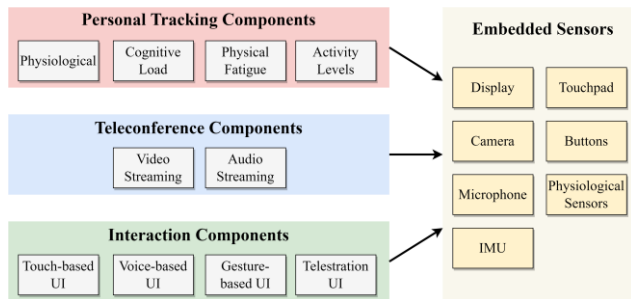 Personal Tracking Components
Physiological
Cognitive
Load
Physical
Fatigue
Activity
Levels
Teleconference Components
Video
Streaming
Audio
Streaming
Interaction Components
Touch-based
UI
Voice-based
UI
Gesture-
based UI
Telestration
UI
Embedded Sensors
Display
Touchpad
Camera
Buttons
Microphone
Physiological
Sensors
IMU